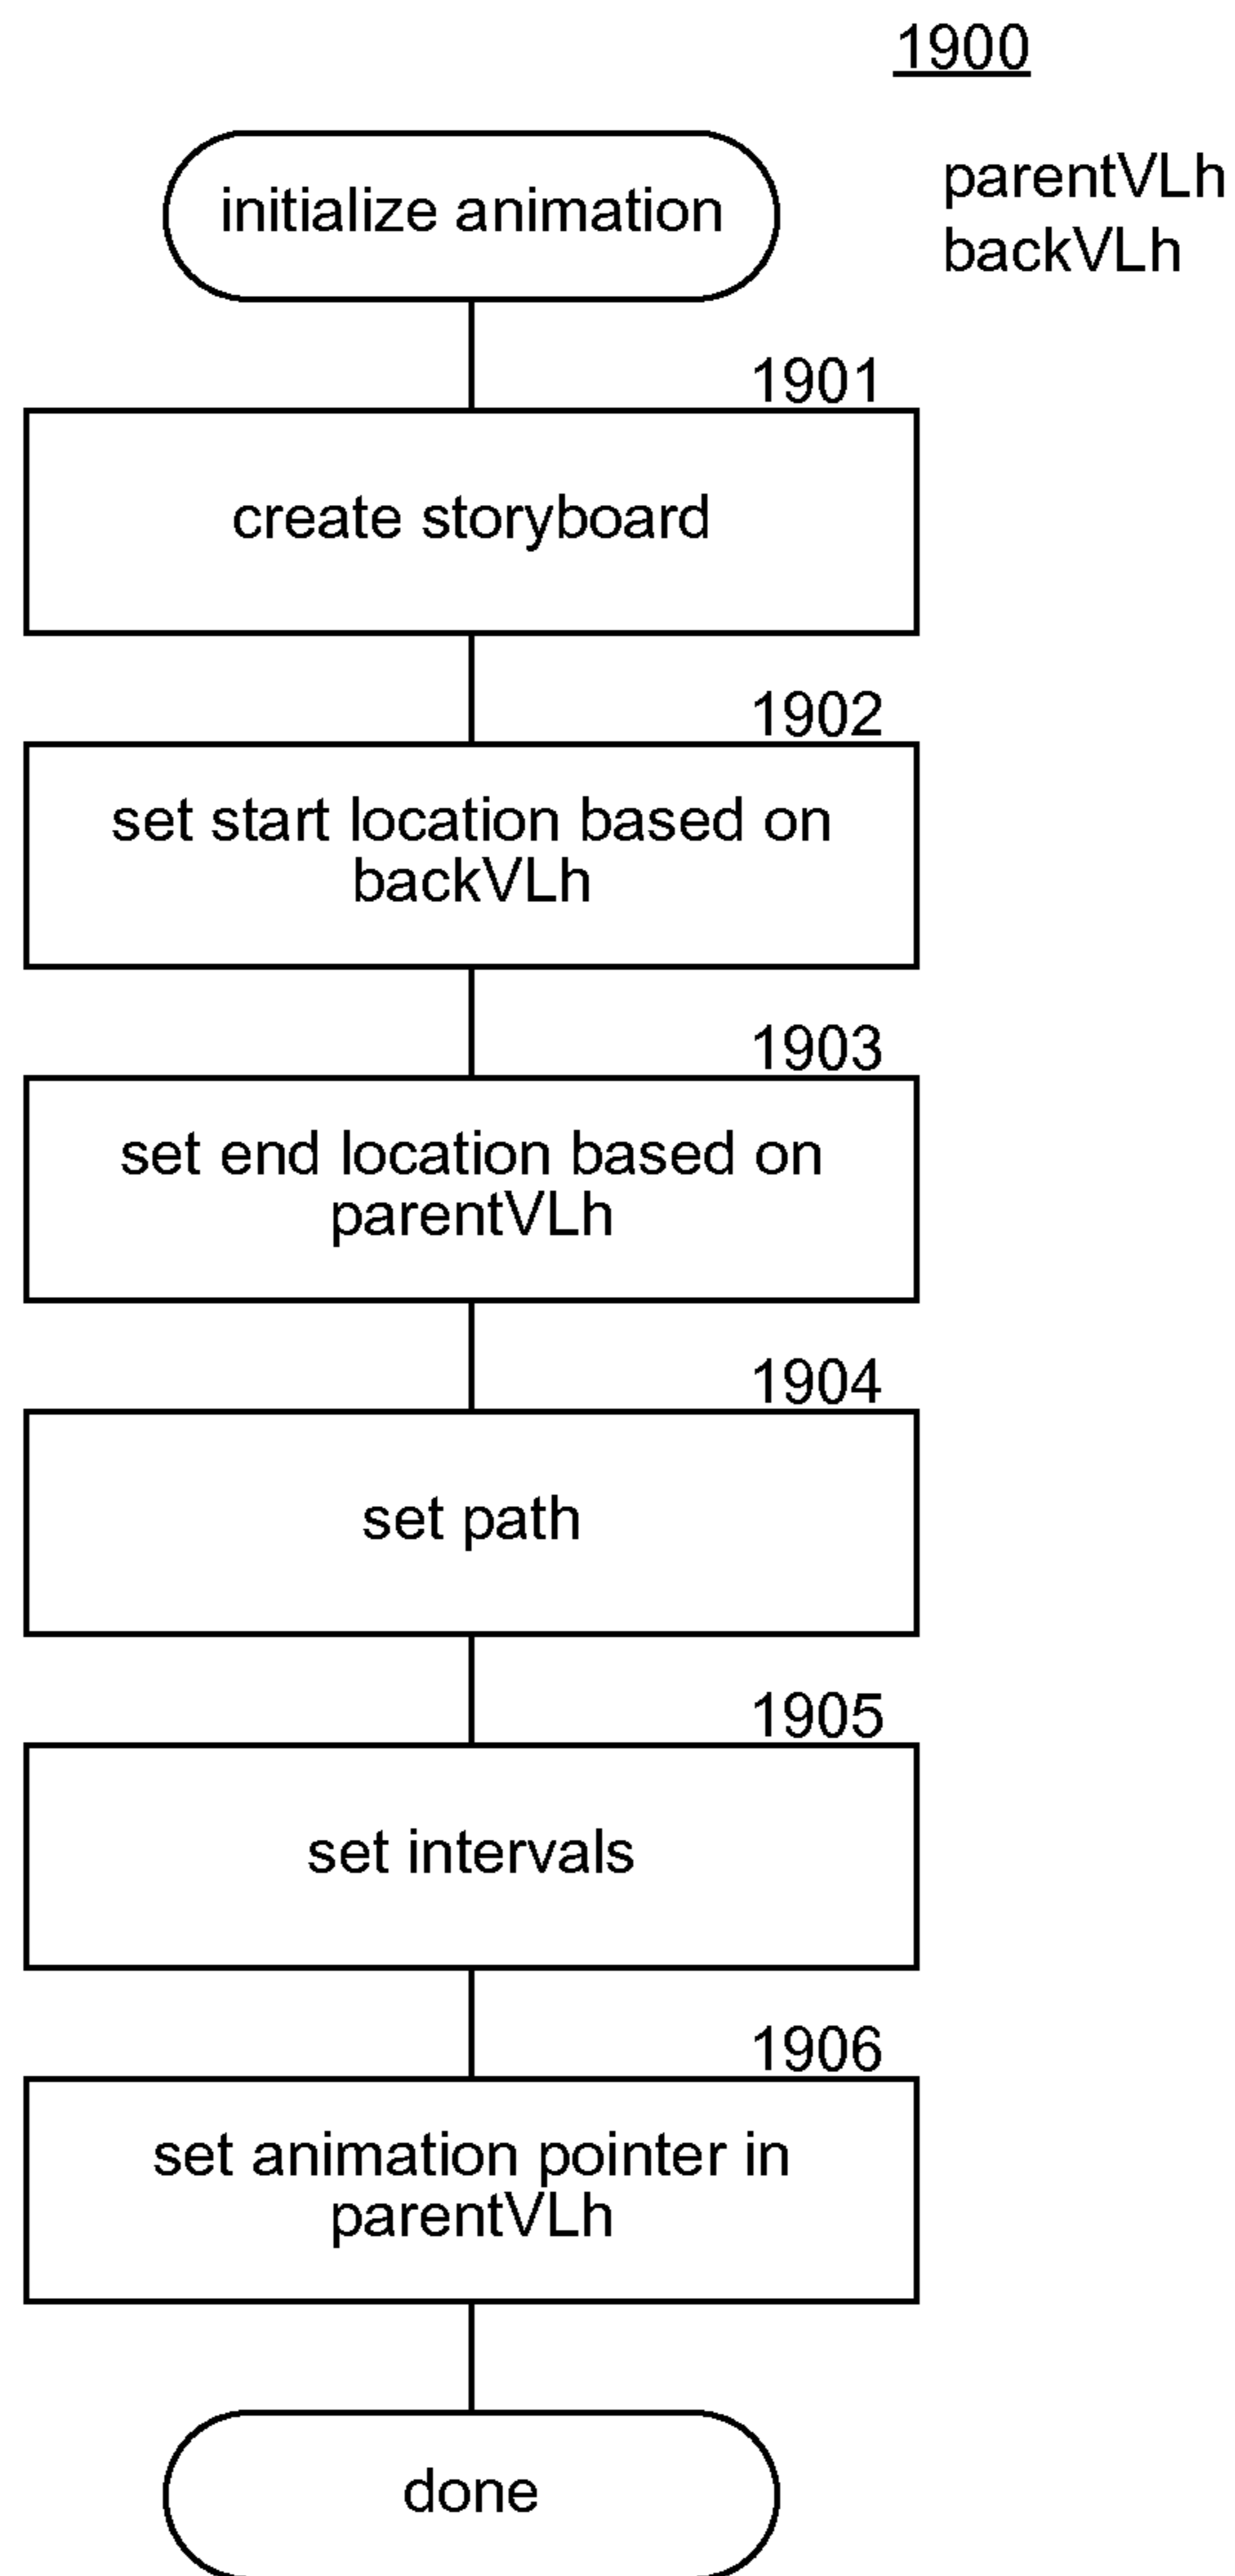 1900
parentVLh
initialize animation
backVLh
1901
create storyboard
1902
set start location based on
backVLh
1903
set end location based on
parentVLh
1904
set path
1905
set intervals
1906
set animation pointer in
parentVLh
done